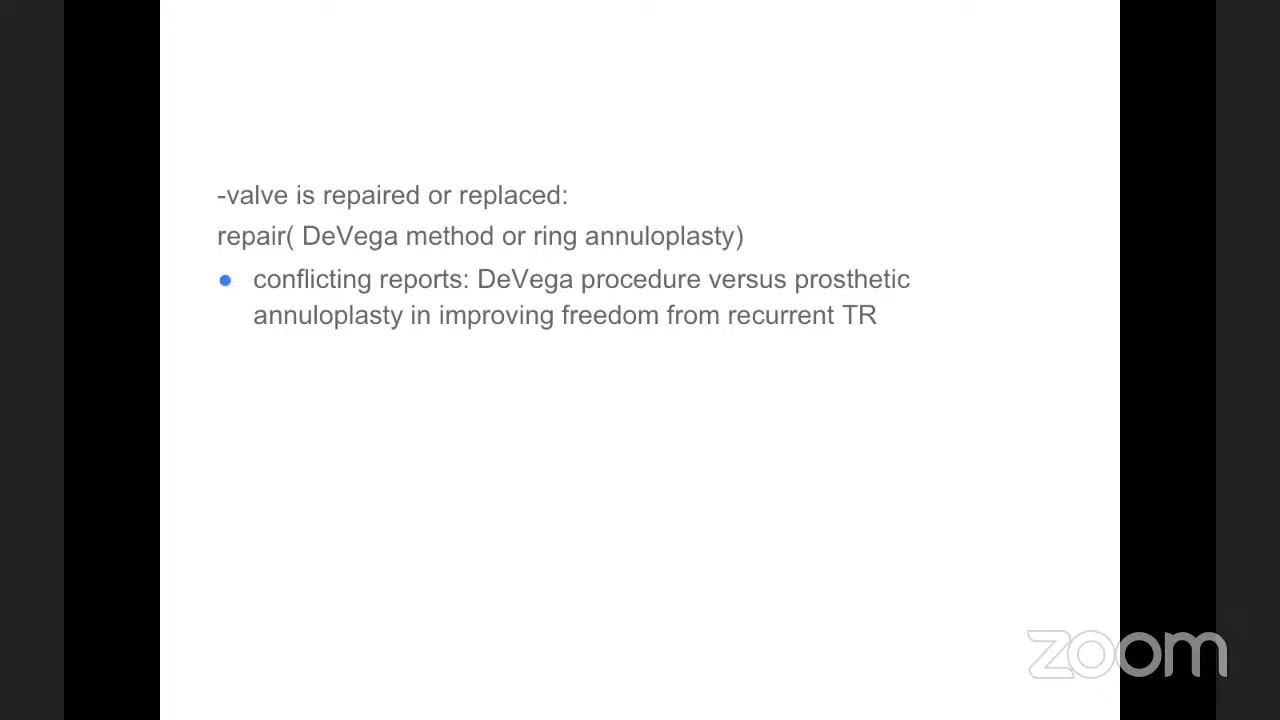 -valve is repaired or replaced:
repair( DeVega method or ring annuloplasty)
● conflicting reports: DeVega procedure versus prosthetic
annuloplasty in improving freedom from recurrent TR
zoom